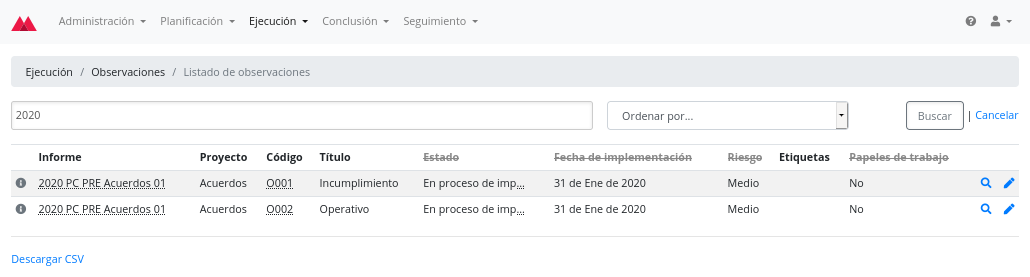 Administración Planificación Ejecución Conclusión Seguimiento
Ejecución / Observaciones / Listado de observaciones
2020 Ordenar por... Buscar | Cancelar
Informe Proyecto Código Título Estado Fecha de implementación Riesgo Etiquetas Papeles de trabajo
2020 PC PRE Acuerdos 01 Acuerdos O001 Incumplimiento En proceso de imp... 31 de Ene de 2020 Medio No
2020 PC PRE Acuerdos 01 Acuerdos O002 Operativo En proceso de imp... 31 de Ene de 2020 Medio No
Descargar CSV